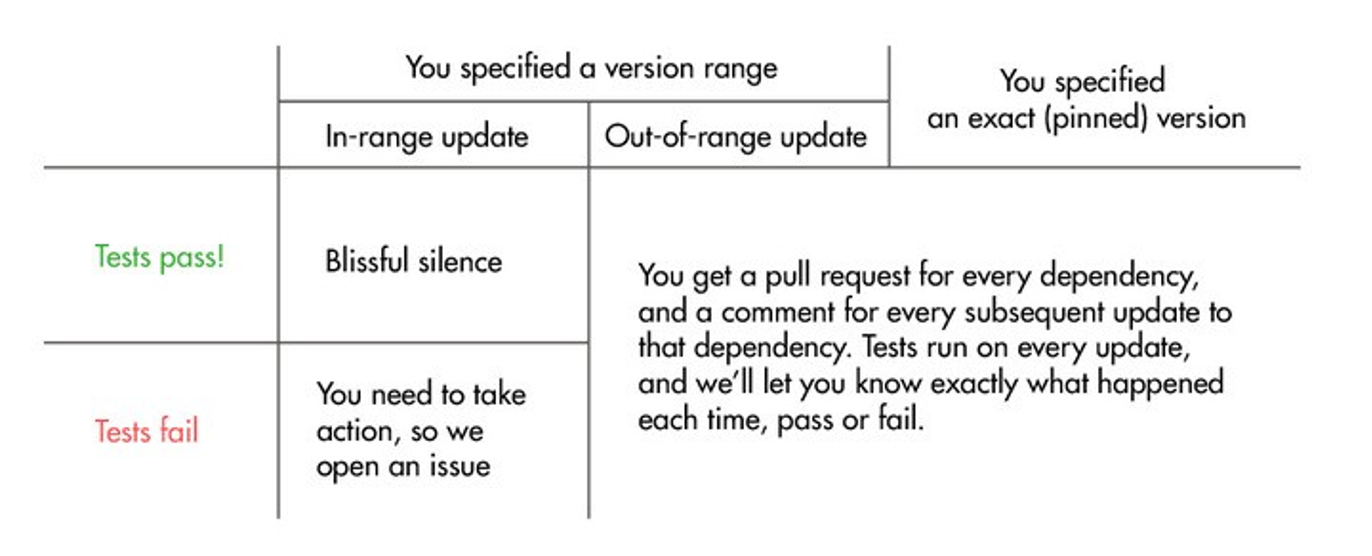 You specified a version range
You specified
an exact (pinned) version
In-range update
Out-of-range update
Tests pass!
Blissful silence
You get a pull request for every dependency,
and a comment for every subsequent update to
that dependency. Tests run on every update,
and we'll let you know exactly what happened
each time, pass or fail.
Tests fail
You need to take
action, so we
open an issue